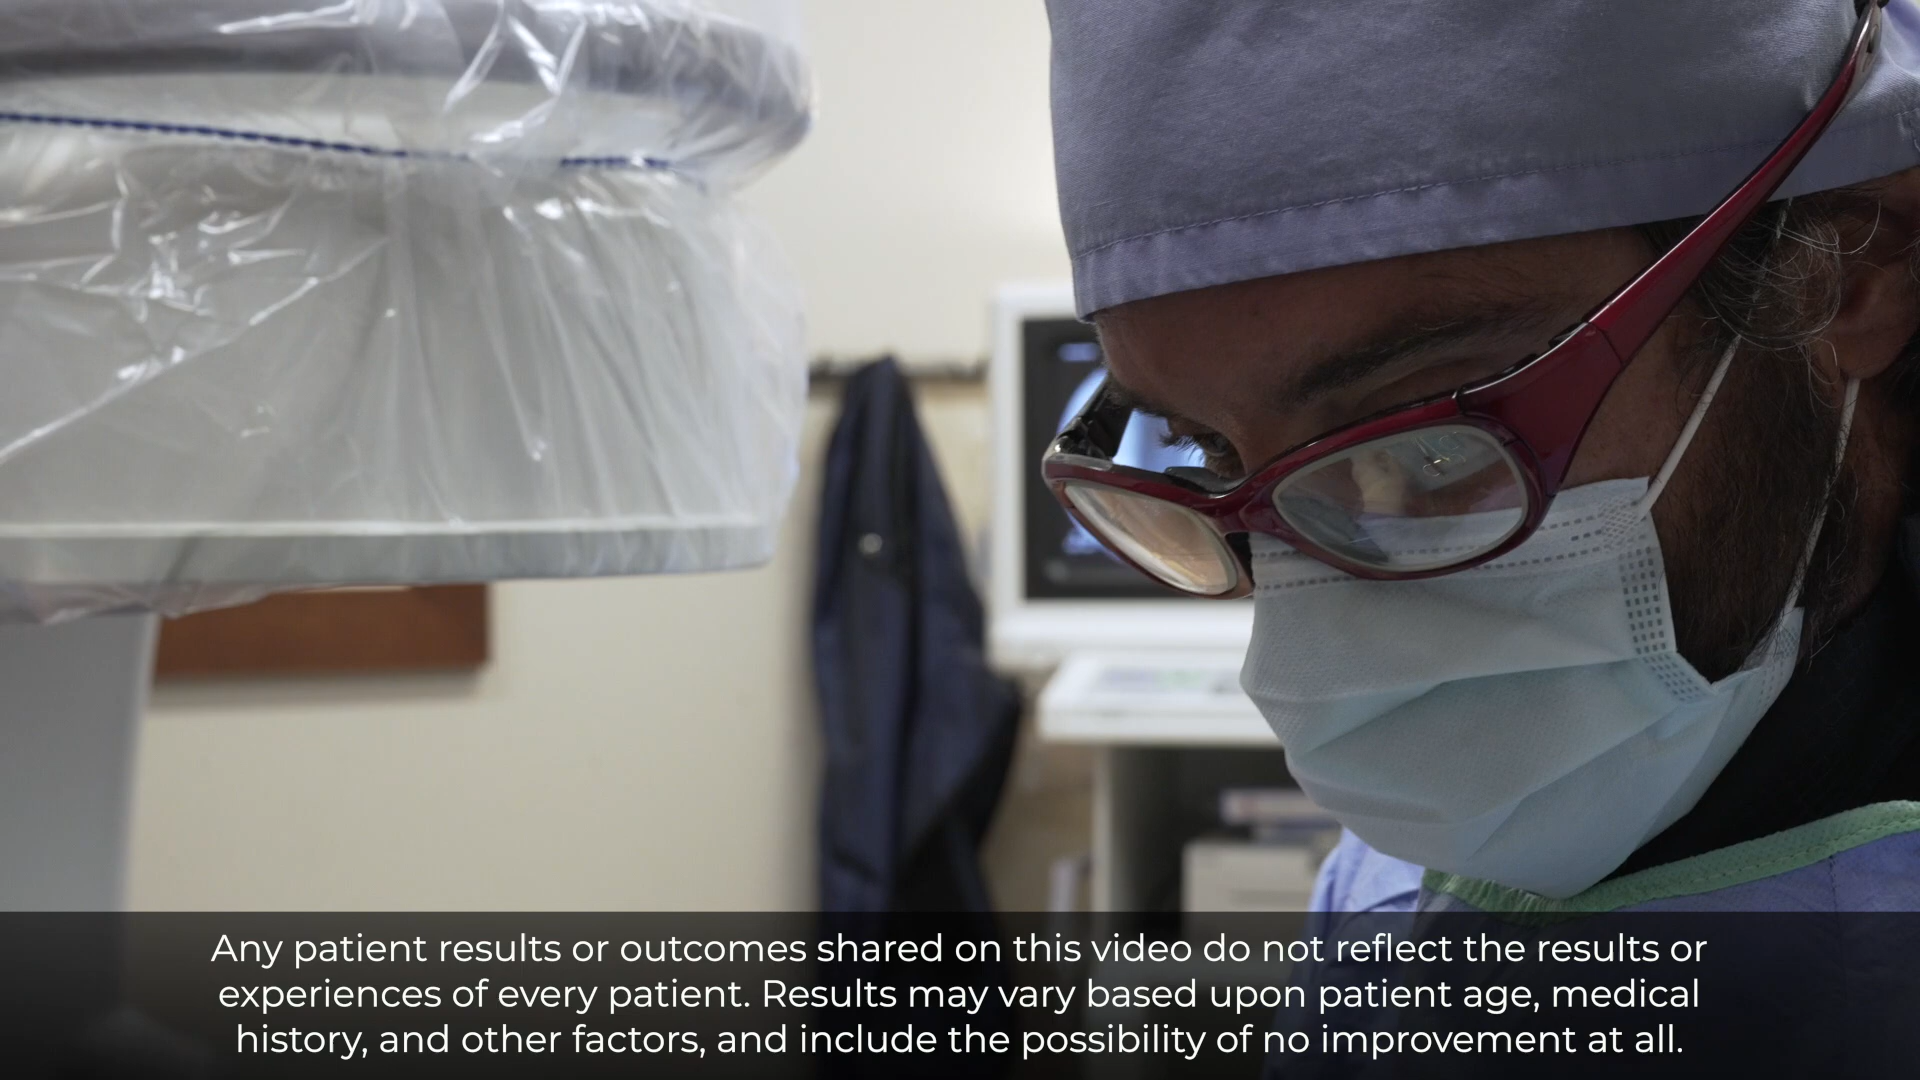 Any patient results or outcomes shared on this video do not reflect the results or
experiences of every patient. Results may vary based upon patient age, medical
history, and other factors, and include the possibility of no improvement at all.